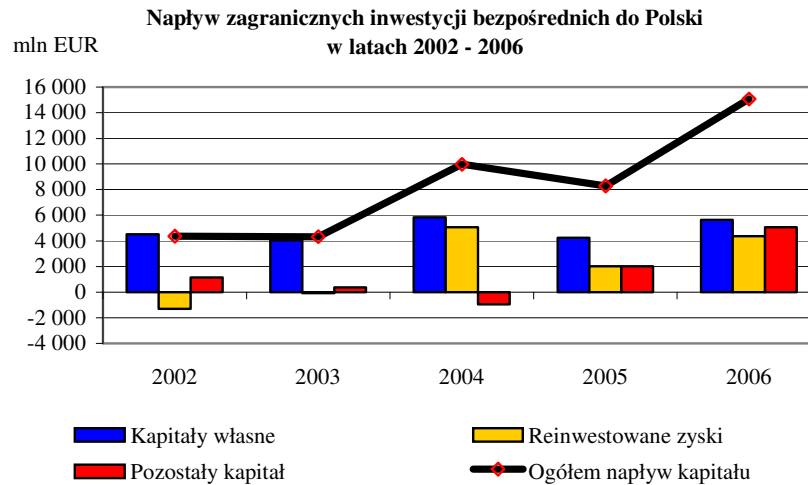 Napływ zagranicznych inwestycji bezpośrednich do Polski
w latach 2002 - 2006
mln EUR
16 000
14 000
12 000
10 000
8 000
6 000
4 000
2 000
0
-2 000
-4 000
2002 2003 2004 2005 2006
Kapitały własne Reinwestowane zyski
Pozostały kapitał Ogółem napływ kapitału